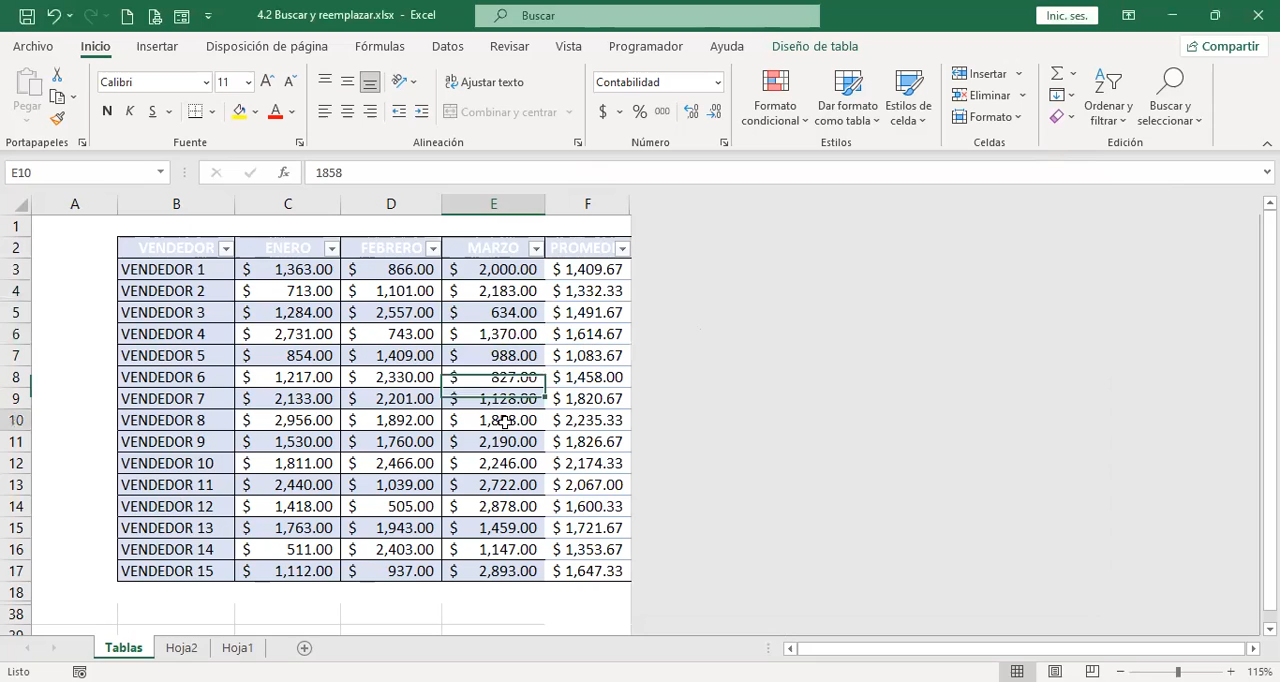 4.2 Buscar y reemplazar.xlsx - Excel
Buscar
Inic. ses.
Archivo Inicio Insertar Disposición de página Fórmulas Datos Revisar Vista Programador Ayuda Diseño de tabla Compartir
Pegar
Calibri 11
N K S
Ajustar texto
Combinar y centrar
Contabilidad
$ % 000
Formato condicional
Dar formato como tabla
Estilos de celda
Insertar
Eliminar
Formato
Ordenar y filtrar
Buscar y seleccionar
Portapapeles Fuente Alineación Número Estilos Celdas Edición
E10 fx 1858
A B C D E F
1
2 VENDEDOR ENERO FEBRERO MARZO PROMEDI
3 VENDEDOR 1 $ 1,363.00 $ 866.00 $ 2,000.00 $ 1,409.67
4 VENDEDOR 2 $ 713.00 $ 1,101.00 $ 2,183.00 $ 1,332.33
5 VENDEDOR 3 $ 1,284.00 $ 2,557.00 $ 634.00 $ 1,491.67
6 VENDEDOR 4 $ 2,731.00 $ 743.00 $ 1,370.00 $ 1,614.67
7 VENDEDOR 5 $ 854.00 $ 1,409.00 $ 988.00 $ 1,083.67
8 VENDEDOR 6 $ 1,217.00 $ 2,330.00 $ 827.00 $ 1,458.00
9 VENDEDOR 7 $ 2,133.00 $ 2,201.00 $ 1,128.00 $ 1,820.67
10 VENDEDOR 8 $ 2,956.00 $ 1,892.00 $ 1,858.00 $ 2,235.33
11 VENDEDOR 9 $ 1,530.00 $ 1,760.00 $ 2,190.00 $ 1,826.67
12 VENDEDOR 10 $ 1,811.00 $ 2,466.00 $ 2,246.00 $ 2,174.33
13 VENDEDOR 11 $ 2,440.00 $ 1,039.00 $ 2,722.00 $ 2,067.00
14 VENDEDOR 12 $ 1,418.00 $ 505.00 $ 2,878.00 $ 1,600.33
15 VENDEDOR 13 $ 1,763.00 $ 1,943.00 $ 1,459.00 $ 1,721.67
16 VENDEDOR 14 $ 511.00 $ 2,403.00 $ 1,147.00 $ 1,353.67
17 VENDEDOR 15 $ 1,112.00 $ 937.00 $ 2,893.00 $ 1,647.33
18
38
Tablas Hoja2 Hoja1
Listo 115%